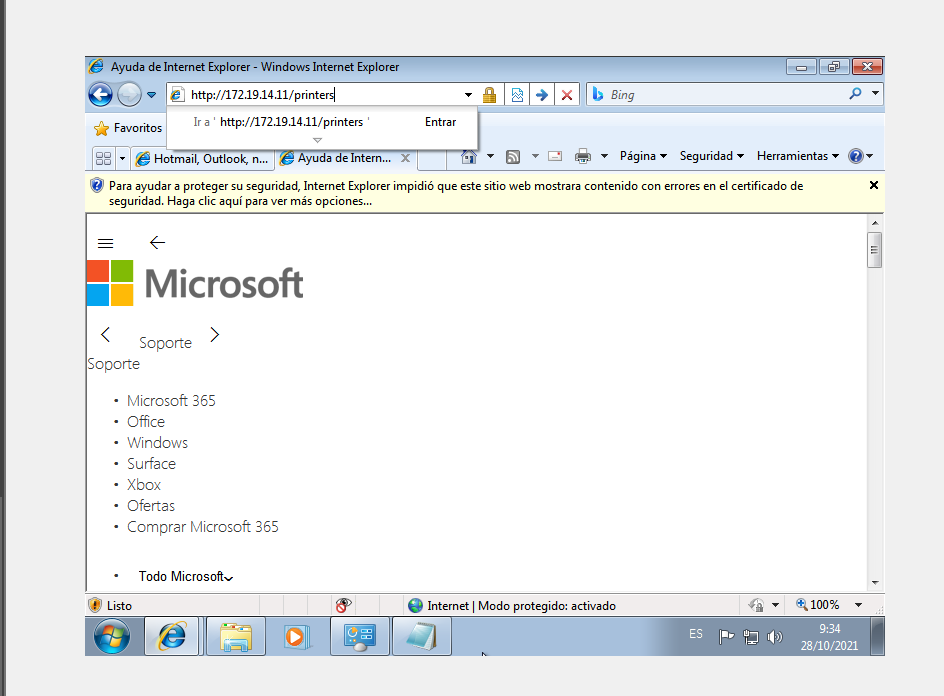 Ayuda de Internet Explorer - Windows Internet Explorer
http://172.19.14.11/printers
Bing
Ir a ' http://172.19.14.11/printers '
Entrar
Favoritos
Hotmail, Outlook, n...
Ayuda de Intern...
Página
Seguridad
Herramientas
Para ayudar a proteger su seguridad, Internet Explorer impidió que este sitio web mostrara contenido con errores en el certificado de
seguridad. Haga clic aquí para ver más opciones...
Microsoft
Soporte
Soporte
• Microsoft 365
• Office
• Windows
• Surface
• Xbox
• Ofertas
• Comprar Microsoft 365
• Todo Microsoft
Listo
Internet | Modo protegido: activado
100%
ES
9:34
28/10/2021